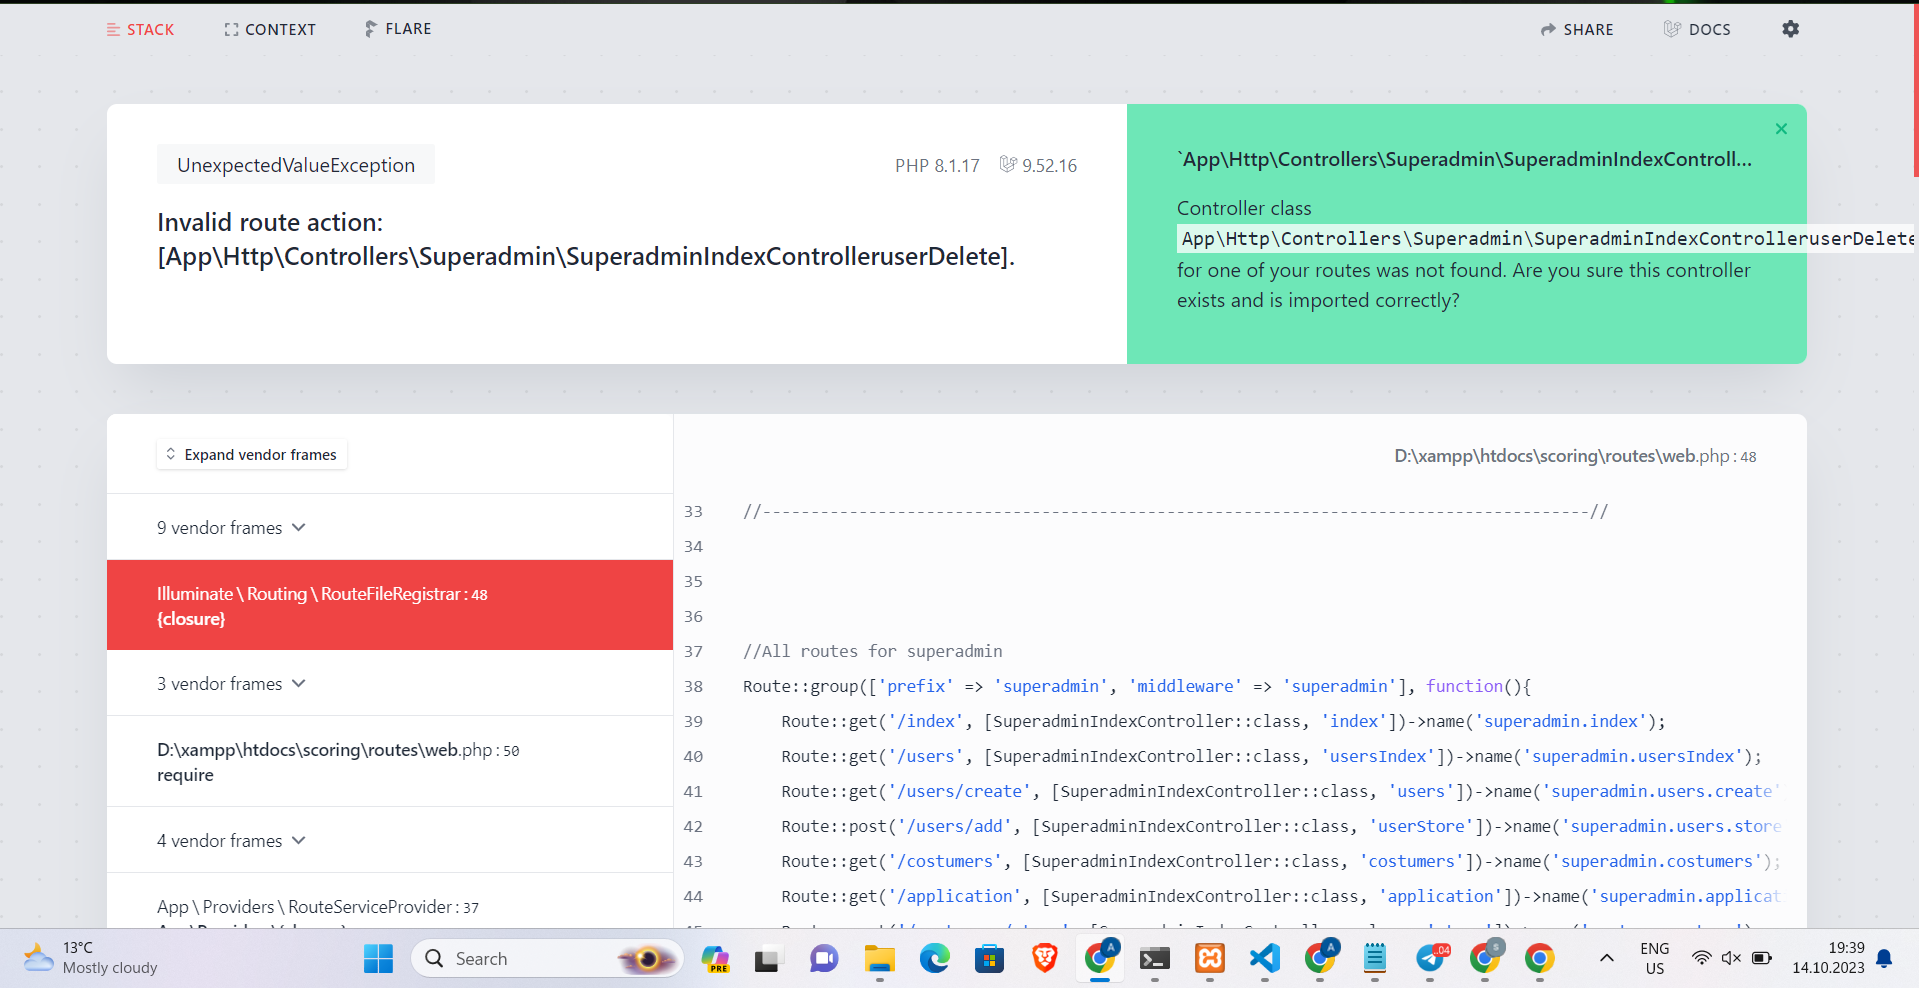 STACK CONTEXT FLARE SHARE DOCS
UnexpectedValueException PHP 8.1.17 9.52.16
Invalid route action:
[App\Http\Controllers\Superadmin\SuperadminIndexControlleruserDelete].
`App\Http\Controllers\Superadmin\SuperadminIndexControll...
Controller class
App\Http\Controllers\Superadmin\SuperadminIndexControlleruserDelete
for one of your routes was not found. Are you sure this controller
exists and is imported correctly?
Expand vendor frames
9 vendor frames
Illuminate \ Routing \ RouteFileRegistrar : 48
{closure}
3 vendor frames
D:\xampp\htdocs\scoring\routes\web.php : 50
require
4 vendor frames
App \ Providers \ RouteServiceProvider : 37
D:\xampp\htdocs\scoring\routes\web.php : 48
33 //--------------------------------------------------------------------------------------//
34
35
36
37 //All routes for superadmin
38 Route::group(['prefix' => 'superadmin', 'middleware' => 'superadmin'], function(){
39 Route::get('/index', [SuperadminIndexController::class, 'index'])->name('superadmin.index');
40 Route::get('/users', [SuperadminIndexController::class, 'usersIndex'])->name('superadmin.usersIndex');
41 Route::get('/users/create', [SuperadminIndexController::class, 'users'])->name('superadmin.users.create'
42 Route::post('/users/add', [SuperadminIndexController::class, 'userStore'])->name('superadmin.users.store
43 Route::get('/costumers', [SuperadminIndexController::class, 'costumers'])->name('superadmin.costumers');
44 Route::get('/application', [SuperadminIndexController::class, 'application'])->name('superadmin.applicat
13°C
Mostly cloudy
Search
PRE
A
A
04
S
ENG
US
19:39
14.10.2023